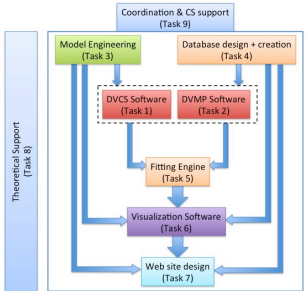 Coordination & CS support
(Task 9)
Theoretical Support
(Task 8)
Model Engineering
(Task 3)
Database design + creation
(Task 4)
DVCS Software
(Task 1)
DVMP Software
(Task 2)
Fitting Engine
(Task 5)
Visualization Software
(Task 6)
Web site design
(Task 7)